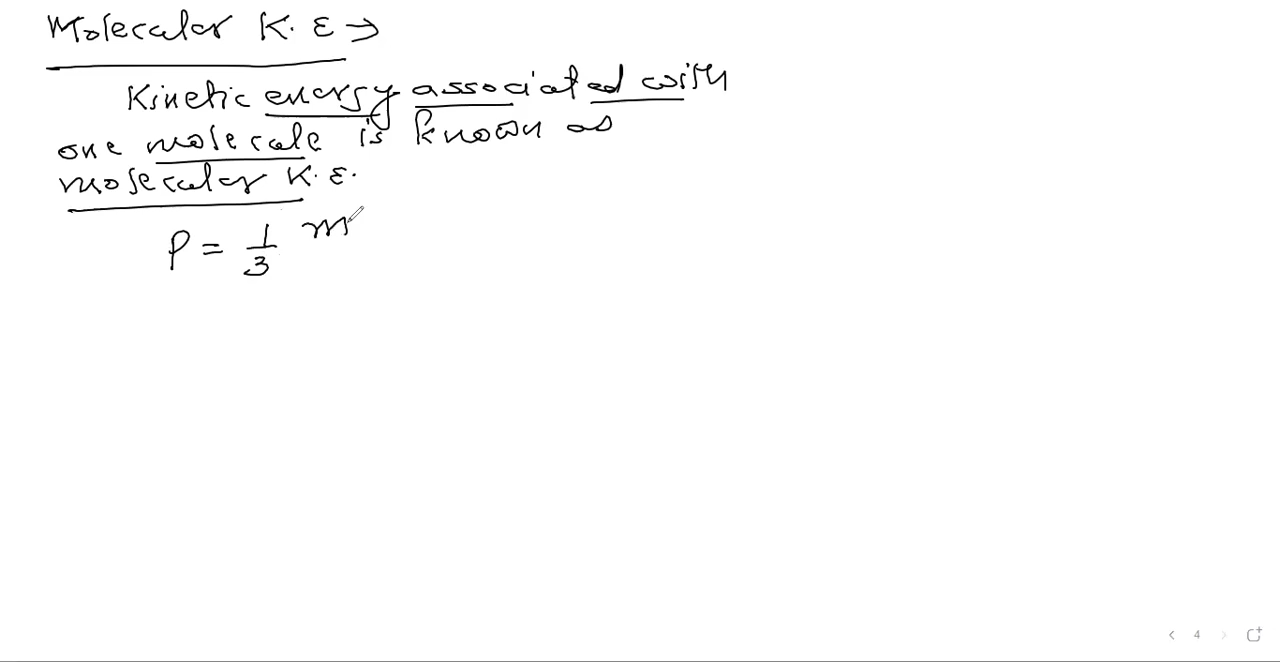 Molecular K.E →
Kinetic energy associated with
one molecule is known as
molecular K.E.
P = 1/3 m
4